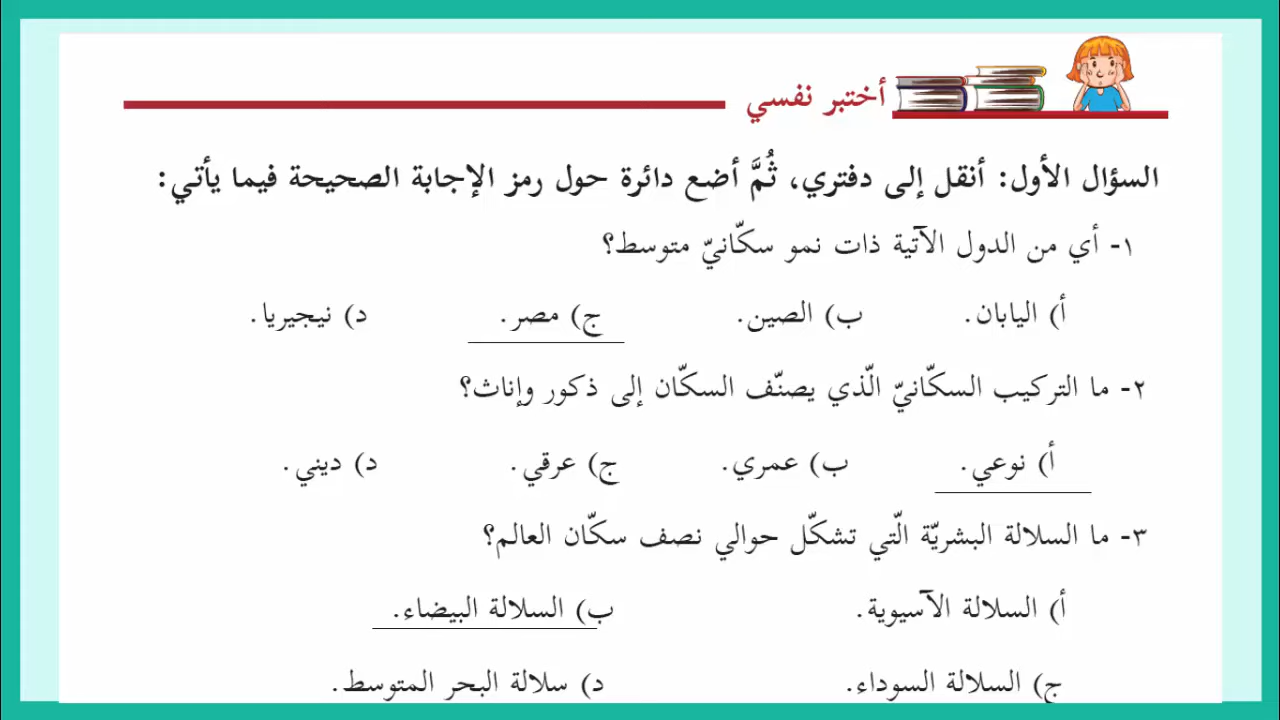 أختبر نفسي
السؤال الأول: أنقل إلى دفتري، ثُمَّ أضع دائرة حول رمز الإجابة الصحيحة فيما يأتي:
١- أي من الدول الآتية ذات نمو سكّانيّ متوسط؟
أ) اليابان. ب) الصين. ج) مصر. د) نيجيريا.
٢- ما التركيب السكّانيّ الّذي يصنّف السكّان إلى ذكور وإناث؟
أ) نوعي. ب) عمري. ج) عرقي. د) ديني.
٣- ما السلالة البشريّة الّتي تشكّل حوالي نصف سكّان العالم؟
أ) السلالة الآسيوية. ب) السلالة البيضاء.
ج) السلالة السوداء. د) سلالة البحر المتوسط.